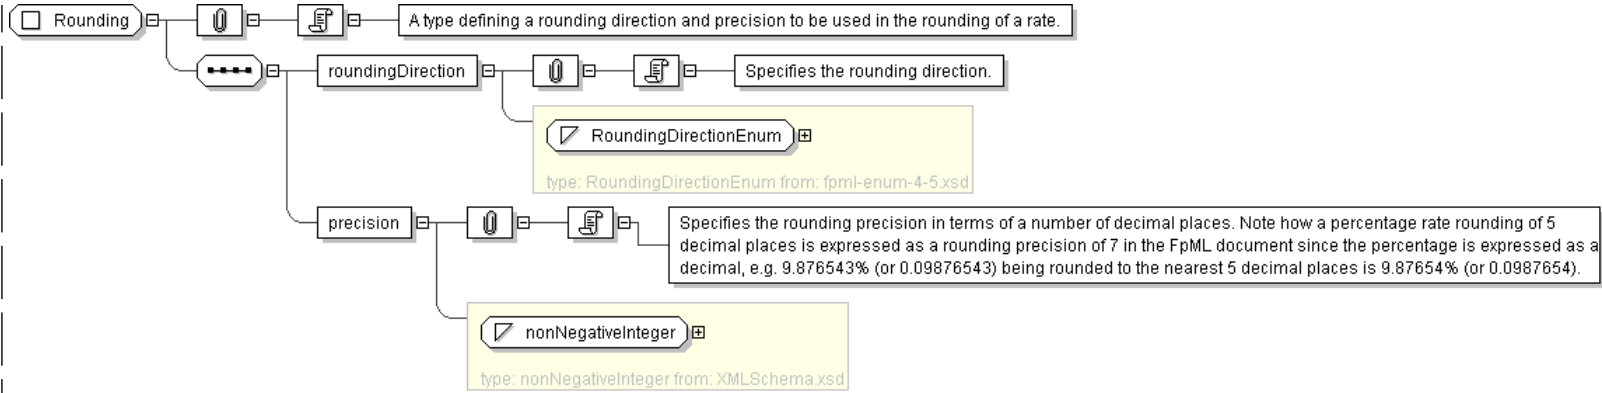 Rounding
A type defining a rounding direction and precision to be used in the rounding of a rate.
roundingDirection
Specifies the rounding direction.
RoundingDirectionEnum
type: RoundingDirectionEnum from: fpml-enum-4-5.xsd
precision
Specifies the rounding precision in terms of a number of decimal places. Note how a percentage rate rounding of 5
decimal places is expressed as a rounding precision of 7 in the FpML document since the percentage is expressed as a
decimal, e.g. 9.876543% (or 0.09876543) being rounded to the nearest 5 decimal places is 9.87654% (or 0.0987654).
nonNegativeInteger
type: nonNegativeInteger from: XMLSchema.xsd